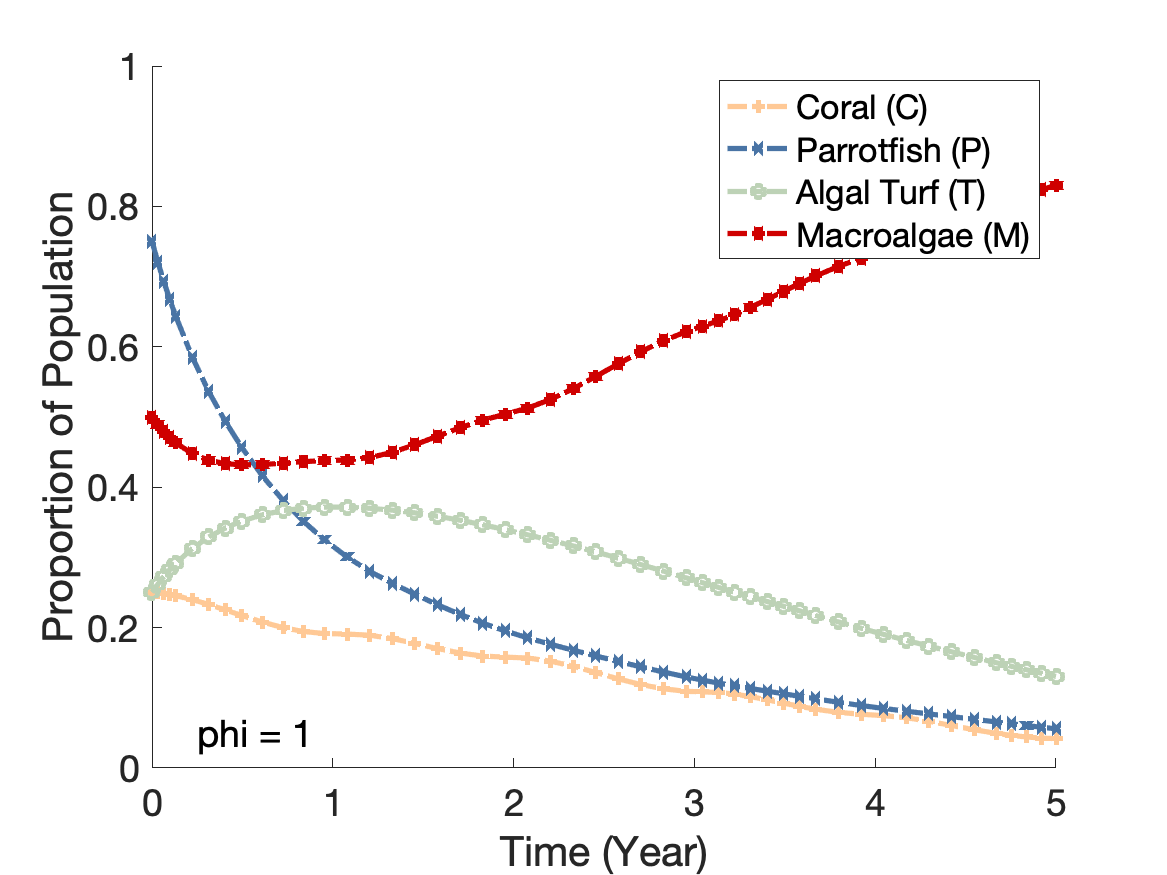 1
0.8
0.6
0.4
0.2
0
Proportion of Population
Coral (C)
Parrotfish (P)
Algal Turf (T)
Macroalgae (M)
phi = 1
0 1 2 3 4 5
Time (Year)